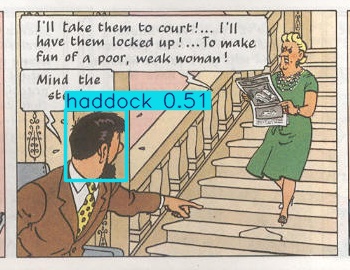 I'll take them to court!... I'll
have them locked up!... To make
fun of a poor, weak woman!
Mind the
haddock 0.51